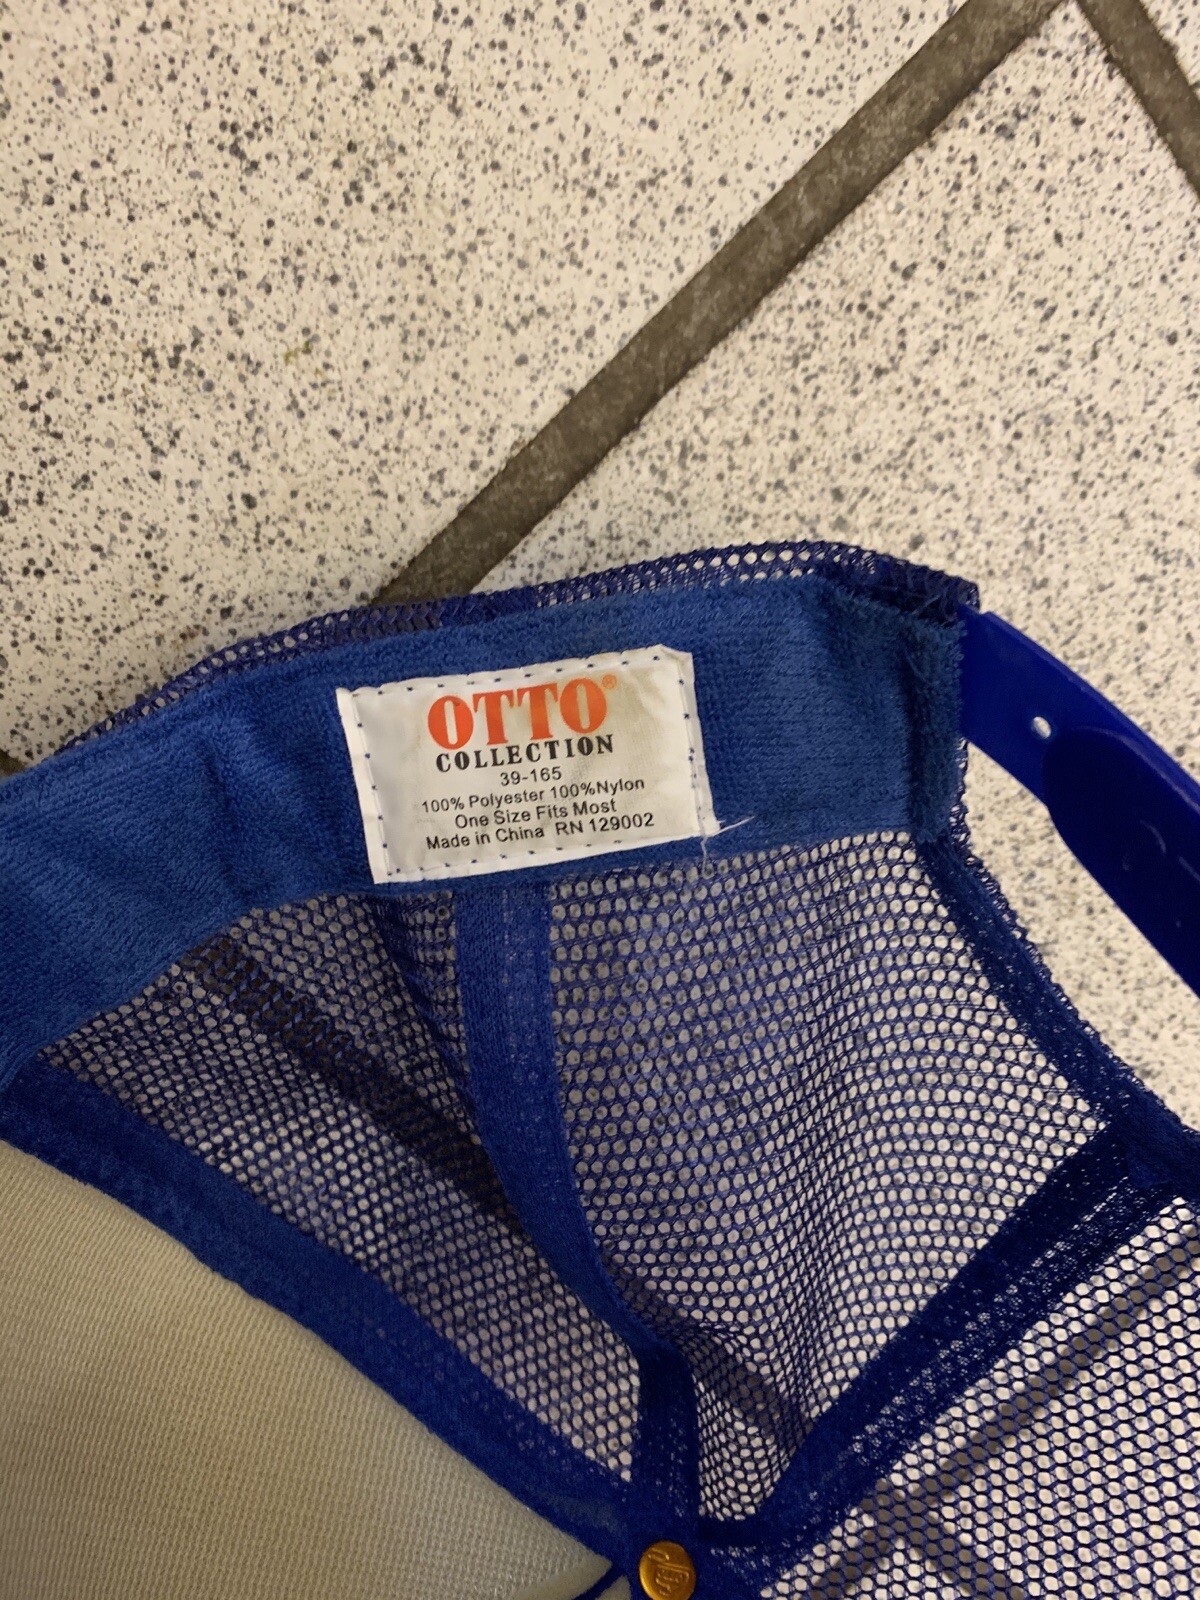 OTTO®
COLLECTION
39-165
100% Polyester 100%Nylon
One Size Fits Most
Made in China RN 129002